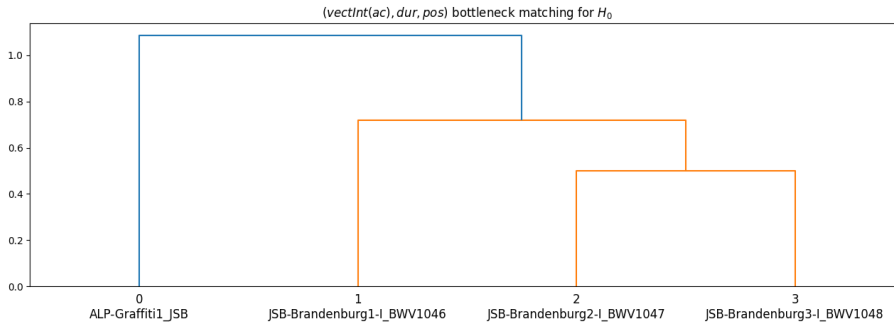 (vectInt(ac), dur, pos) bottleneck matching for H₀
1.0
0.8
0.6
0.4
0.2
0.0
0 1 2 3
ALP-Graffiti1_JSB JSB-Brandenburg1-I_BWV1046 JSB-Brandenburg2-I_BWV1047 JSB-Brandenburg3-I_BWV1048